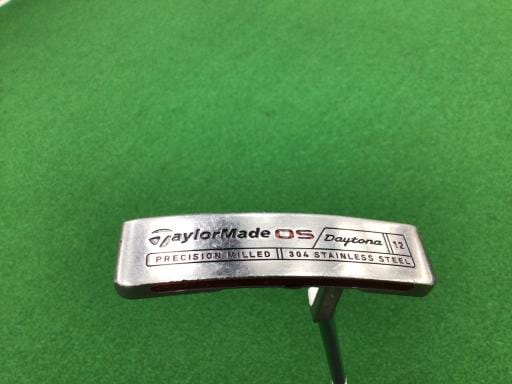 TaylorMade OS Daytona 12
PRECISION MILLED 304 STAINLESS STEEL